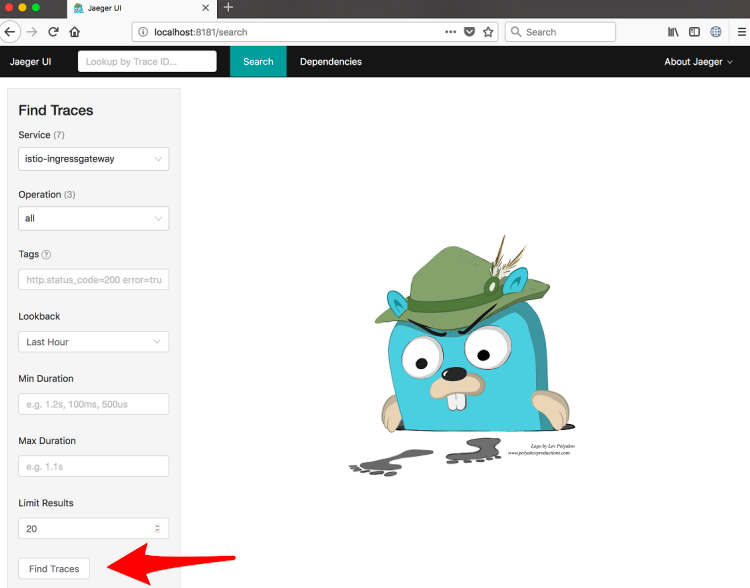 Jaeger UI
localhost:8181/search
Search
Jaeger UI
Lookup by Trace ID...
Search
Dependencies
About Jaeger
Find Traces
Service (7)
istio-ingressgateway
Operation (3)
all
Tags
http.status_code=200 error=tru
Lookback
Last Hour
Min Duration
e.g. 1.2s, 100ms, 500us
Max Duration
e.g. 1.1s
Limit Results
20
Find Traces
Logo by Lev Polyakov
www.polyakovproductions.com